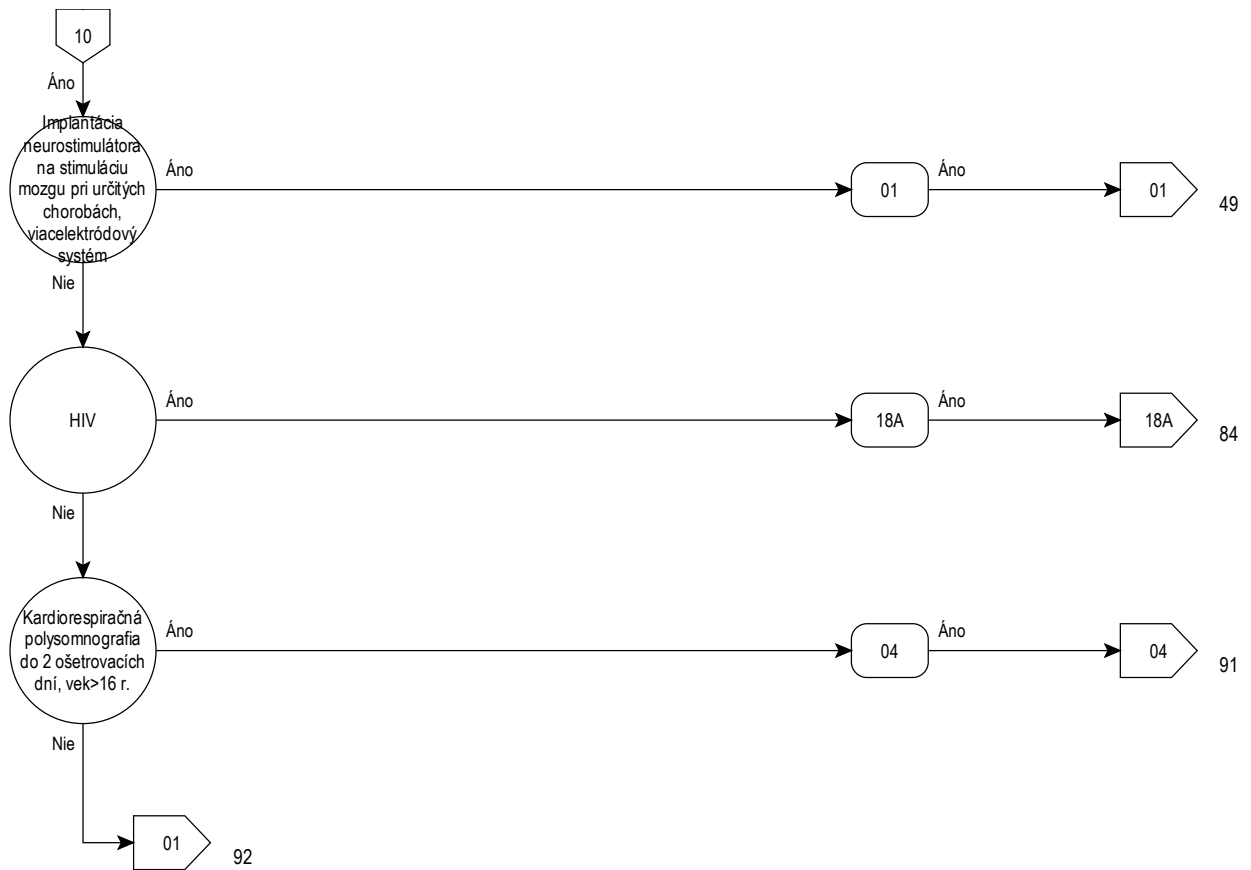 10
Áno
Implantácia
neurostimulátora
na stimuláciu
mozgu pri určitých
chorobách,
viacelektródový
systém
Áno
01
Áno
01
49
Nie
HIV
Áno
18A
Áno
18A
84
Nie
Kardiorespiračná
polysomnografia
do 2 ošetrovacích
dní, vek>16 r.
Áno
04
Áno
04
91
Nie
01
92